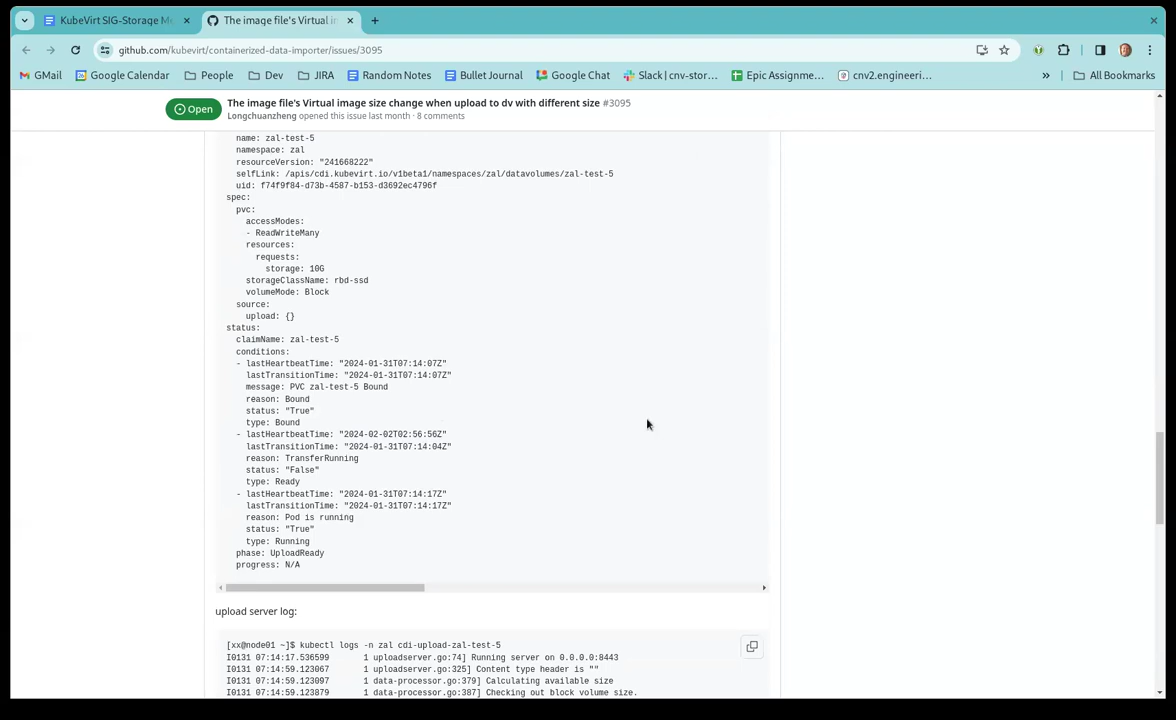 KubeVirt SIG-Storage Me
The image file's Virtual in
github.com/kubevirt/containerized-data-importer/issues/3095
GMail
Google Calendar
People
Dev
JIRA
Random Notes
Bullet Journal
Google Chat
Slack | cnv-stor...
Epic Assignme...
cnv2.engineeri...
»
All Bookmarks
Open
The image file's Virtual image size change when upload to dv with different size #3095
Longchuanzheng opened this issue last month · 8 comments
name: zal-test-5
namespace: zal
resourceVersion: "241668222"
selfLink: /apis/cdi.kubevirt.io/v1beta1/namespaces/zal/datavolumes/zal-test-5
uid: f74f9f84-d73b-4587-b153-d3692ec4796f
spec:
pvc:
accessModes:
- ReadWriteMany
resources:
requests:
storage: 10G
storageClassName: rbd-ssd
volumeMode: Block
source:
upload: {}
status:
claimName: zal-test-5
conditions:
- lastHeartbeatTime: "2024-01-31T07:14:07Z"
lastTransitionTime: "2024-01-31T07:14:07Z"
message: PVC zal-test-5 Bound
reason: Bound
status: "True"
type: Bound
- lastHeartbeatTime: "2024-02-02T02:56:56Z"
lastTransitionTime: "2024-01-31T07:14:04Z"
reason: TransferRunning
status: "False"
type: Ready
- lastHeartbeatTime: "2024-01-31T07:14:17Z"
lastTransitionTime: "2024-01-31T07:14:17Z"
reason: Pod is running
status: "True"
type: Running
phase: UploadReady
progress: N/A
upload server log:
[xx@node01 ~]$ kubectl logs -n zal cdi-upload-zal-test-5
I0131 07:14:17.536599 1 uploadserver.go:74] Running server on 0.0.0.0:8443
I0131 07:14:59.123067 1 uploadserver.go:325] Content type header is ""
I0131 07:14:59.123097 1 data-processor.go:379] Calculating available size
I0131 07:14:59.123879 1 data-processor.go:387] Checking out block volume size.